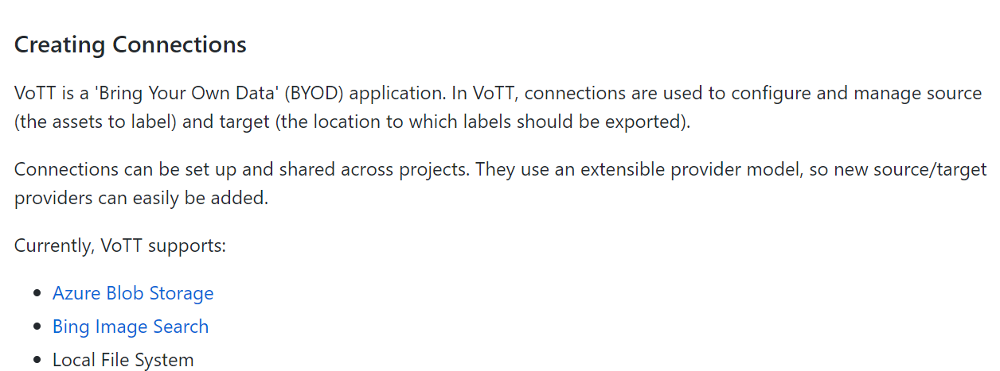 Creating Connections
VoTT is a 'Bring Your Own Data' (BYOD) application. In VoTT, connections are used to configure and manage source
(the assets to label) and target (the location to which labels should be exported).
Connections can be set up and shared across projects. They use an extensible provider model, so new source/target
providers can easily be added.
Currently, VoTT supports:
• Azure Blob Storage
• Bing Image Search
• Local File System